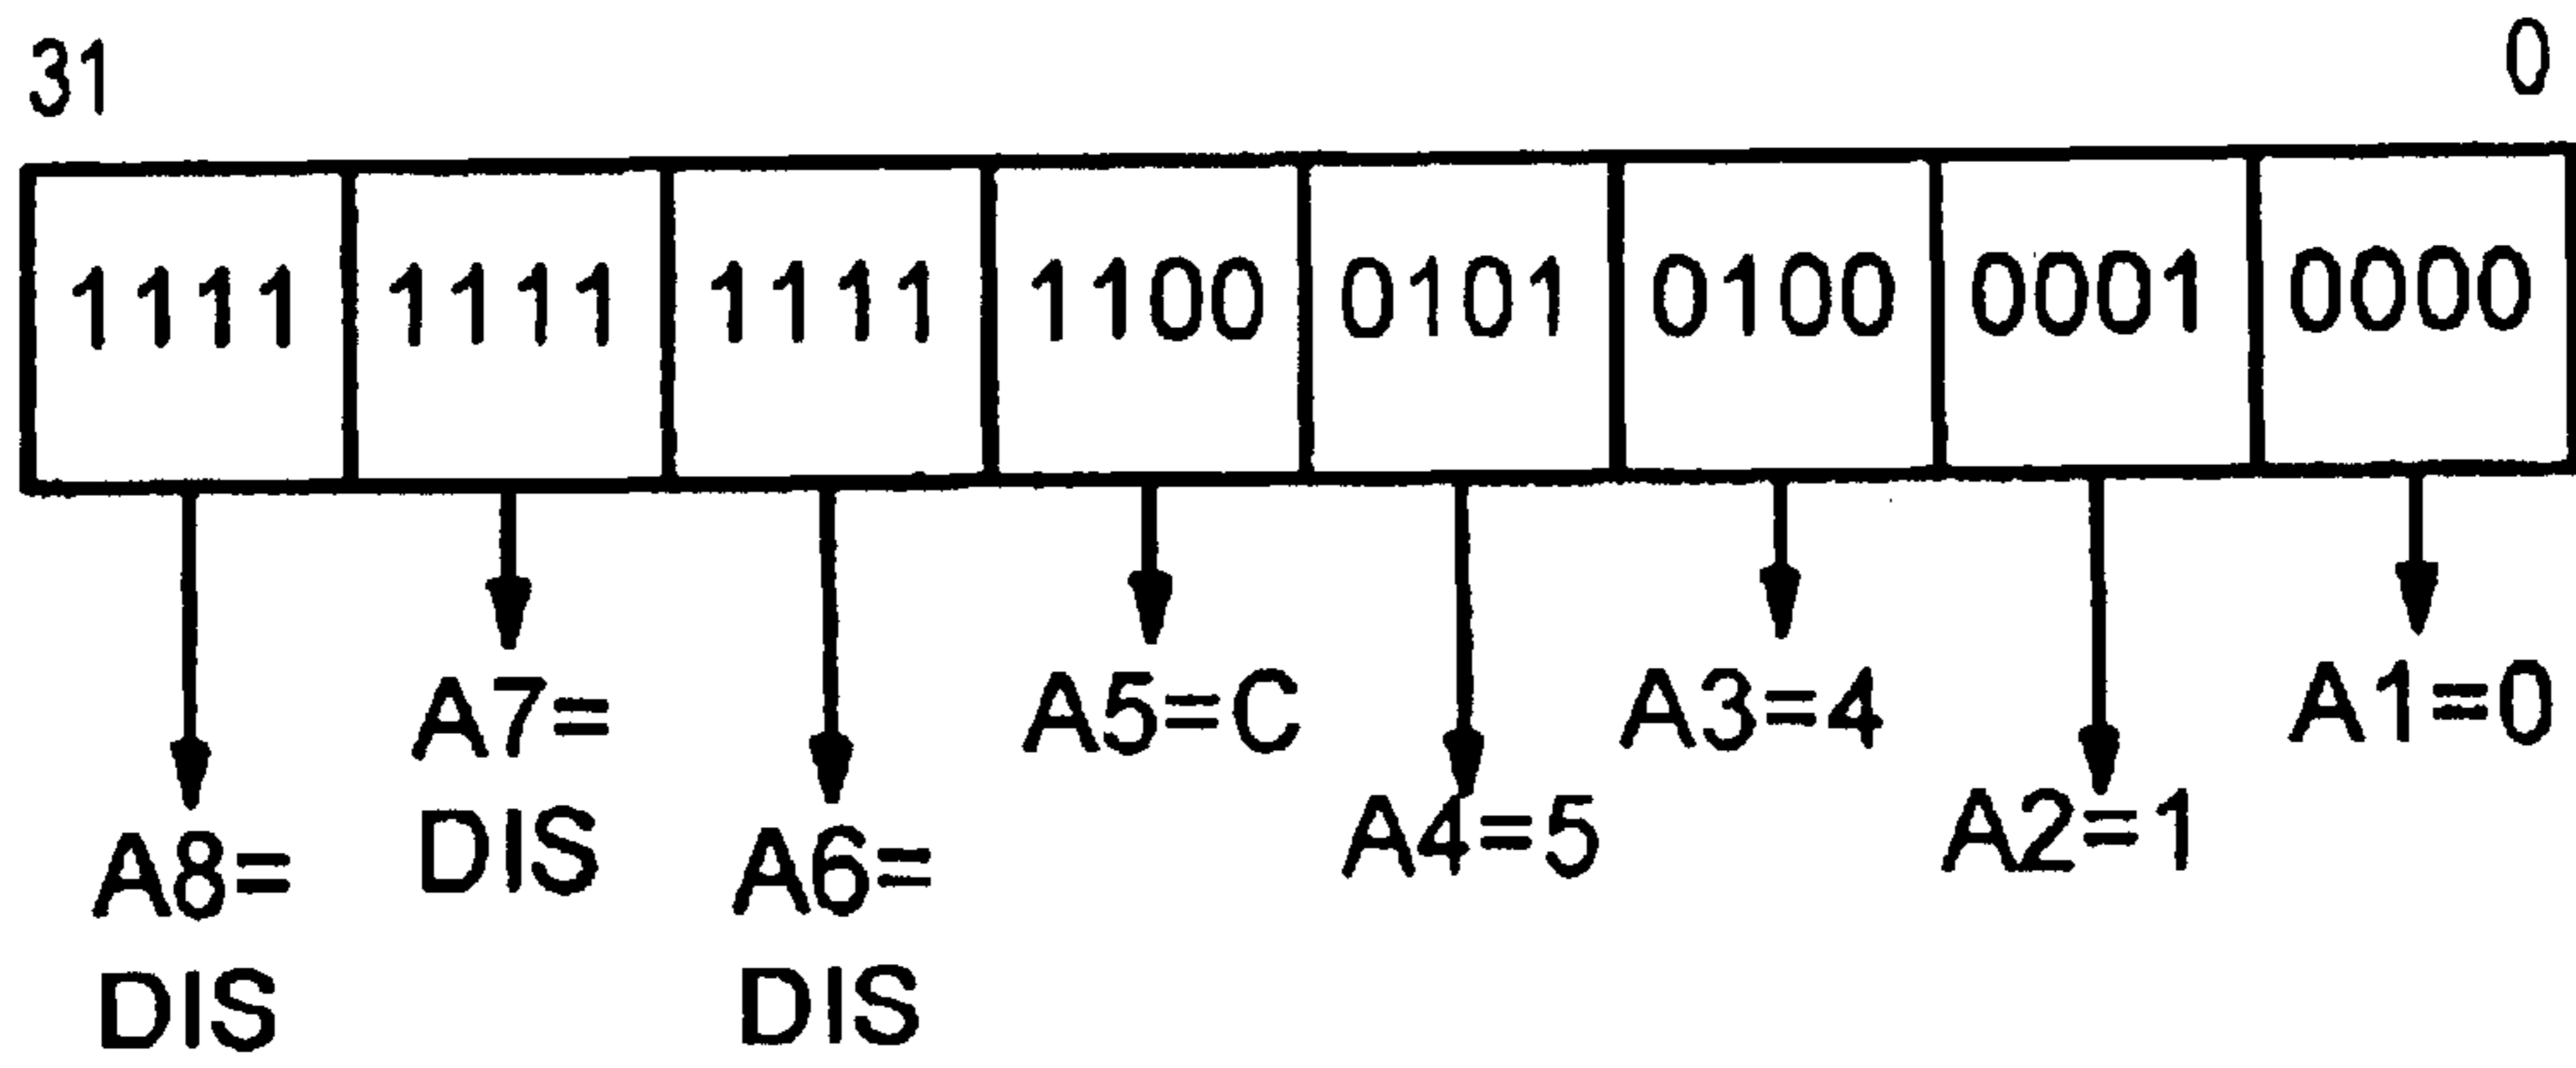 31 0
1111 1111 1111 1100 0101 0100 0001 0000
A7= A5=C A3=4 A1=0
DIS
A8= A6= A4=5 A2=1
DIS DIS